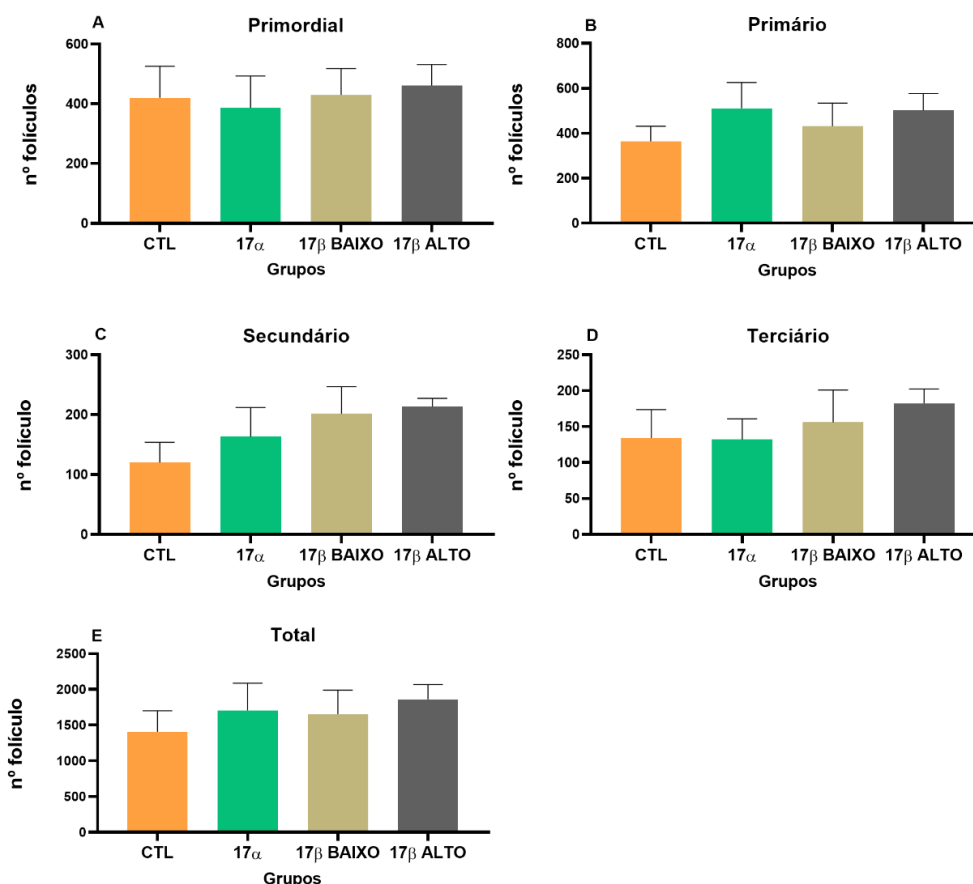 A
Primordial
nº folículos
600
400
200
0
CTL 17α 17β BAIXO 17β ALTO
Grupos
B
Primário
nº folículos
800
600
400
200
0
CTL 17α 17β BAIXO 17β ALTO
Grupos
C
Secundário
nº folículo
300
200
100
0
CTL 17α 17β BAIXO 17β ALTO
Grupos
D
Terciário
nº folículo
250
200
150
100
50
0
CTL 17α 17β BAIXO 17β ALTO
Grupos
E
Total
nº folículo
2500
2000
1500
1000
500
0
CTL 17α 17β BAIXO 17β ALTO
Grupos